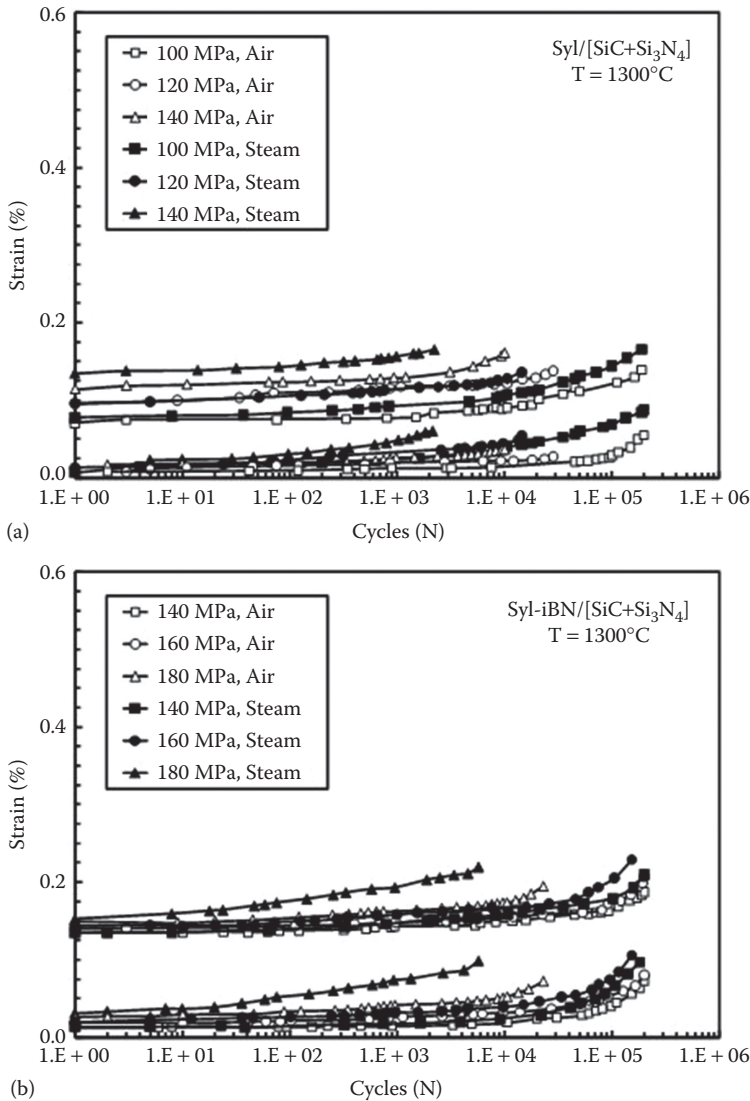 0.6
100 MPa, Air
120 MPa, Air
140 MPa, Air
100 MPa, Steam
120 MPa, Steam
140 MPa, Steam
Syl/[SiC+Si₃N₄]
T = 1300°C
0.4
Strain (%)
0.2
0.0
1.E + 00 1.E + 01 1.E + 02 1.E + 03 1.E + 04 1.E + 05 1.E + 06
(a)
Cycles (N)
0.6
140 MPa, Air
160 MPa, Air
180 MPa, Air
140 MPa, Steam
160 MPa, Steam
180 MPa, Steam
Syl-iBN/[SiC+Si₃N₄]
T = 1300°C
0.4
Strain (%)
0.2
0.0
1.E + 00 1.E + 01 1.E + 02 1.E + 03 1.E + 04 1.E + 05 1.E + 06
(b)
Cycles (N)